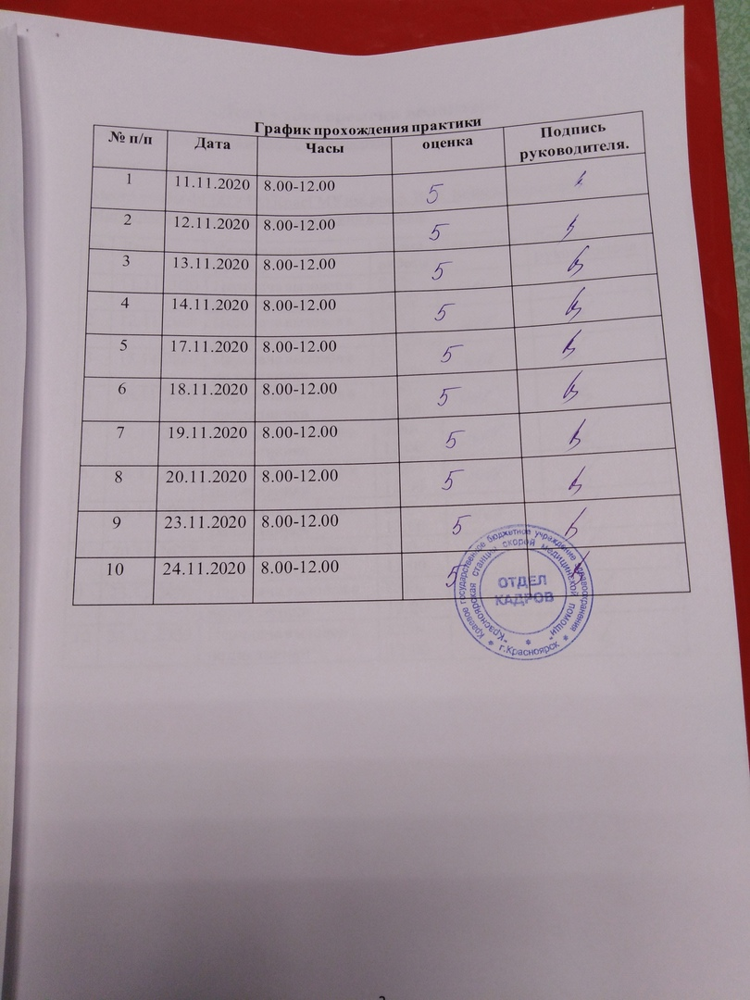 График прохождения практики
№ п/п Дата Часы оценка Подпись руководителя.
1 11.11.2020 8.00-12.00 5
2 12.11.2020 8.00-12.00 5
3 13.11.2020 8.00-12.00 5
4 14.11.2020 8.00-12.00 5
5 17.11.2020 8.00-12.00 5
6 18.11.2020 8.00-12.00 5
7 19.11.2020 8.00-12.00 5
8 20.11.2020 8.00-12.00 5
9 23.11.2020 8.00-12.00 5
10 24.11.2020 8.00-12.00 5
Краевое государственное бюджетное учреждение здравоохранения
"Красноярская станция скорой медицинской помощи"
ОТДЕЛ
КАДРОВ
г.Красноярск